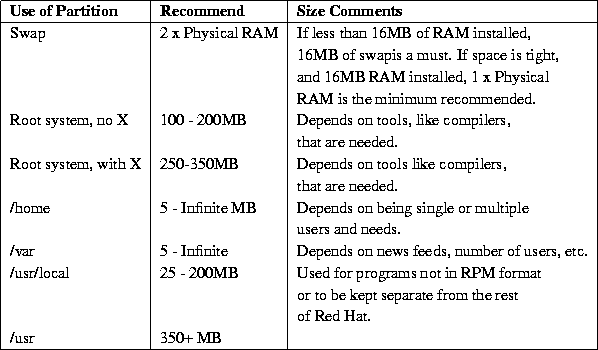 Use of Partition Recommend Size Comments
Swap 2 x Physical RAM If less than 16MB of RAM installed,
16MB of swapis a must. If space is tight,
and 16MB RAM installed, 1 x Physical
RAM is the minimum recommended.
Root system, no X 100 - 200MB Depends on tools, like compilers,
that are needed.
Root system, with X 250-350MB Depends on tools like compilers,
that are needed.
/home 5 - Infinite MB Depends on being single or multiple
users and needs.
/var 5 - Infinite Depends on news feeds, number of users, etc.
/usr/local 25 - 200MB Used for programs not in RPM format
or to be kept separate from the rest
of Red Hat.
/usr 350+ MB